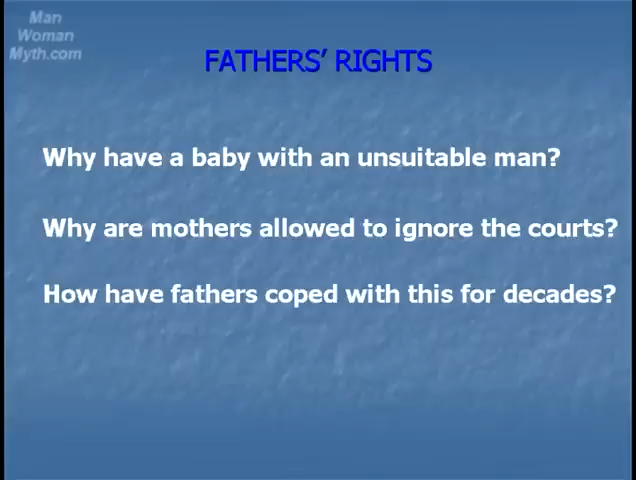 Man
Woman
Myth.com
FATHERS' RIGHTS
Why have a baby with an unsuitable man?
Why are mothers allowed to ignore the courts?
How have fathers coped with this for decades?